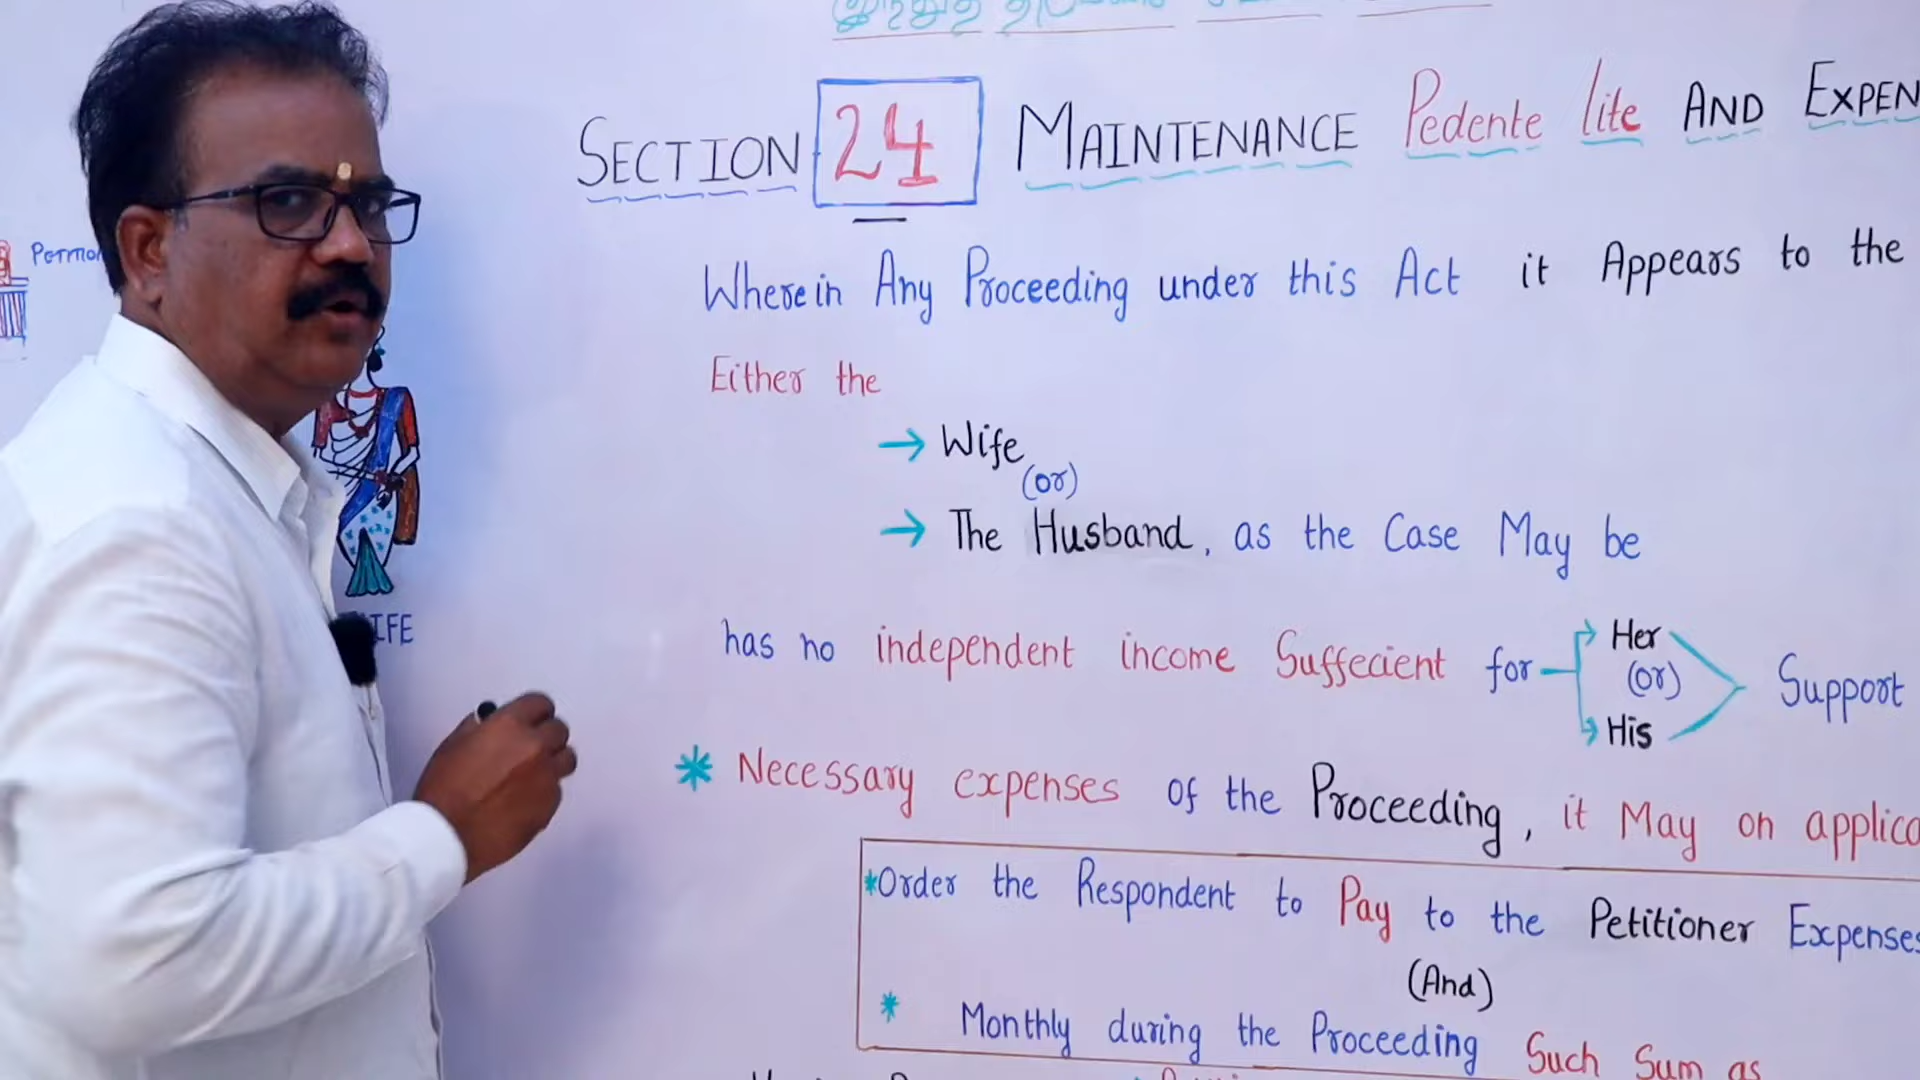 SECTION 24 MAINTENANCE Pedente lite AND EXPEN
Wherein Any Proceeding under this Act it Appears to the
Either the
→ Wife
(or)
→ The Husband, as the Case May be
has no independent income Suffecient for Her (or) His Support
* Necessary expenses of the Proceeding, it May on applica
*Order the Respondent to Pay to the Petitioner Expenses
(And)
* Monthly during the Proceeding Such Sum as
IFE